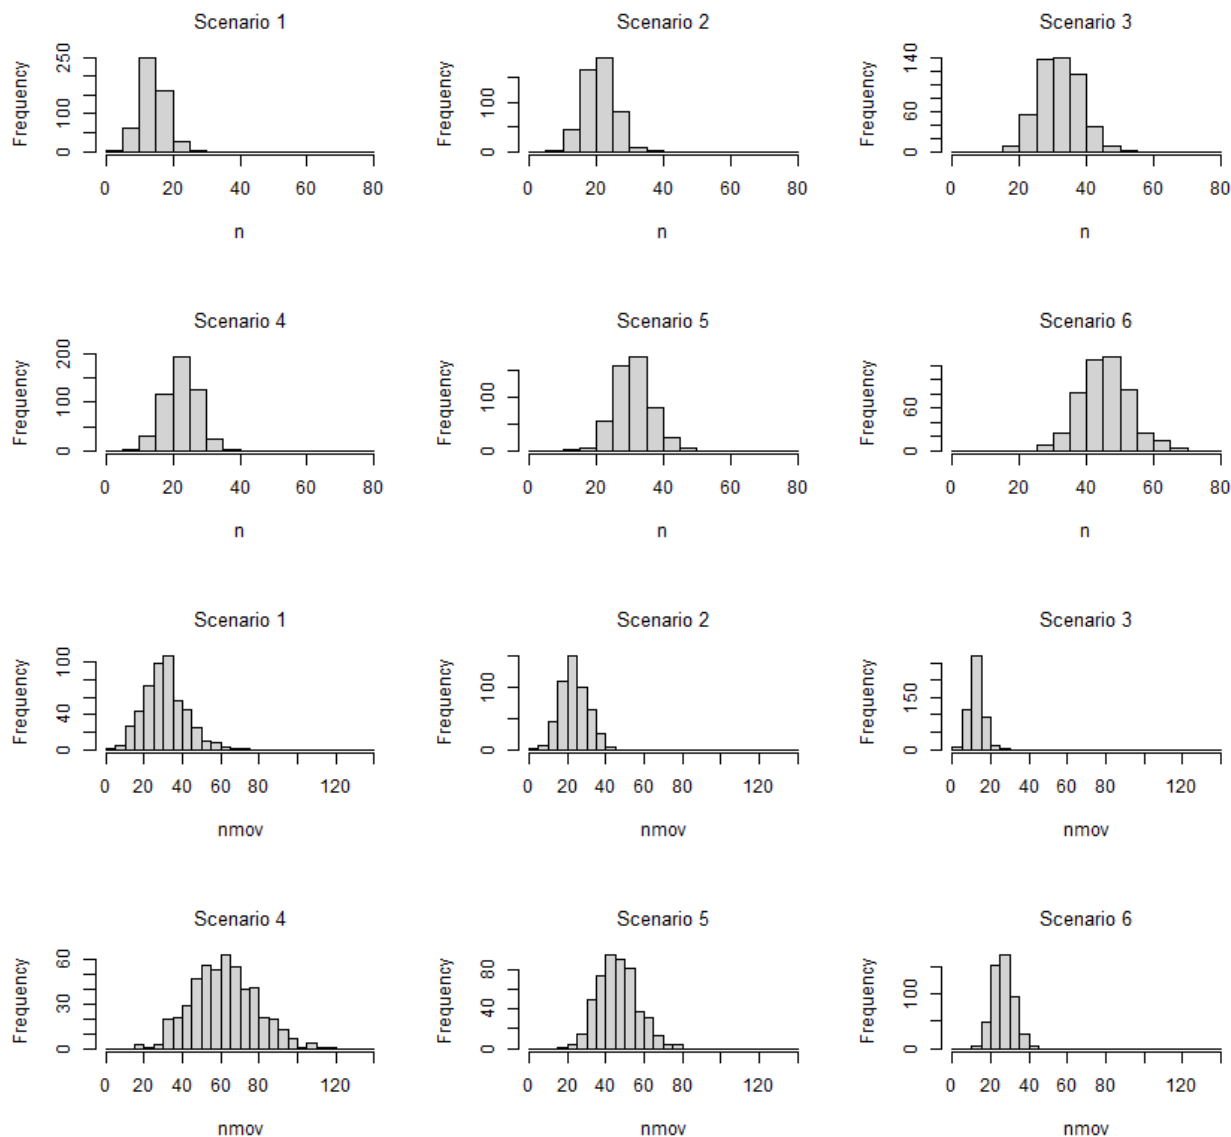 Scenario 1
Frequency
0 100 250
0 20 40 60 80
n
Scenario 2
Frequency
0 100
0 20 40 60 80
n
Scenario 3
Frequency
0 60 140
0 20 40 60 80
n
Scenario 4
Frequency
0 100 200
0 20 40 60 80
n
Scenario 5
Frequency
0 100
0 20 40 60 80
n
Scenario 6
Frequency
0 60
0 20 40 60 80
n
Scenario 1
Frequency
0 40 100
0 20 40 60 80 120
nmov
Scenario 2
Frequency
0 100
0 20 40 60 80 120
nmov
Scenario 3
Frequency
0 150
0 20 40 60 80 120
nmov
Scenario 4
Frequency
0 30 60
0 20 40 60 80 120
nmov
Scenario 5
Frequency
0 40 80
0 20 40 60 80 120
nmov
Scenario 6
Frequency
0 100
0 20 40 60 80 120
nmov